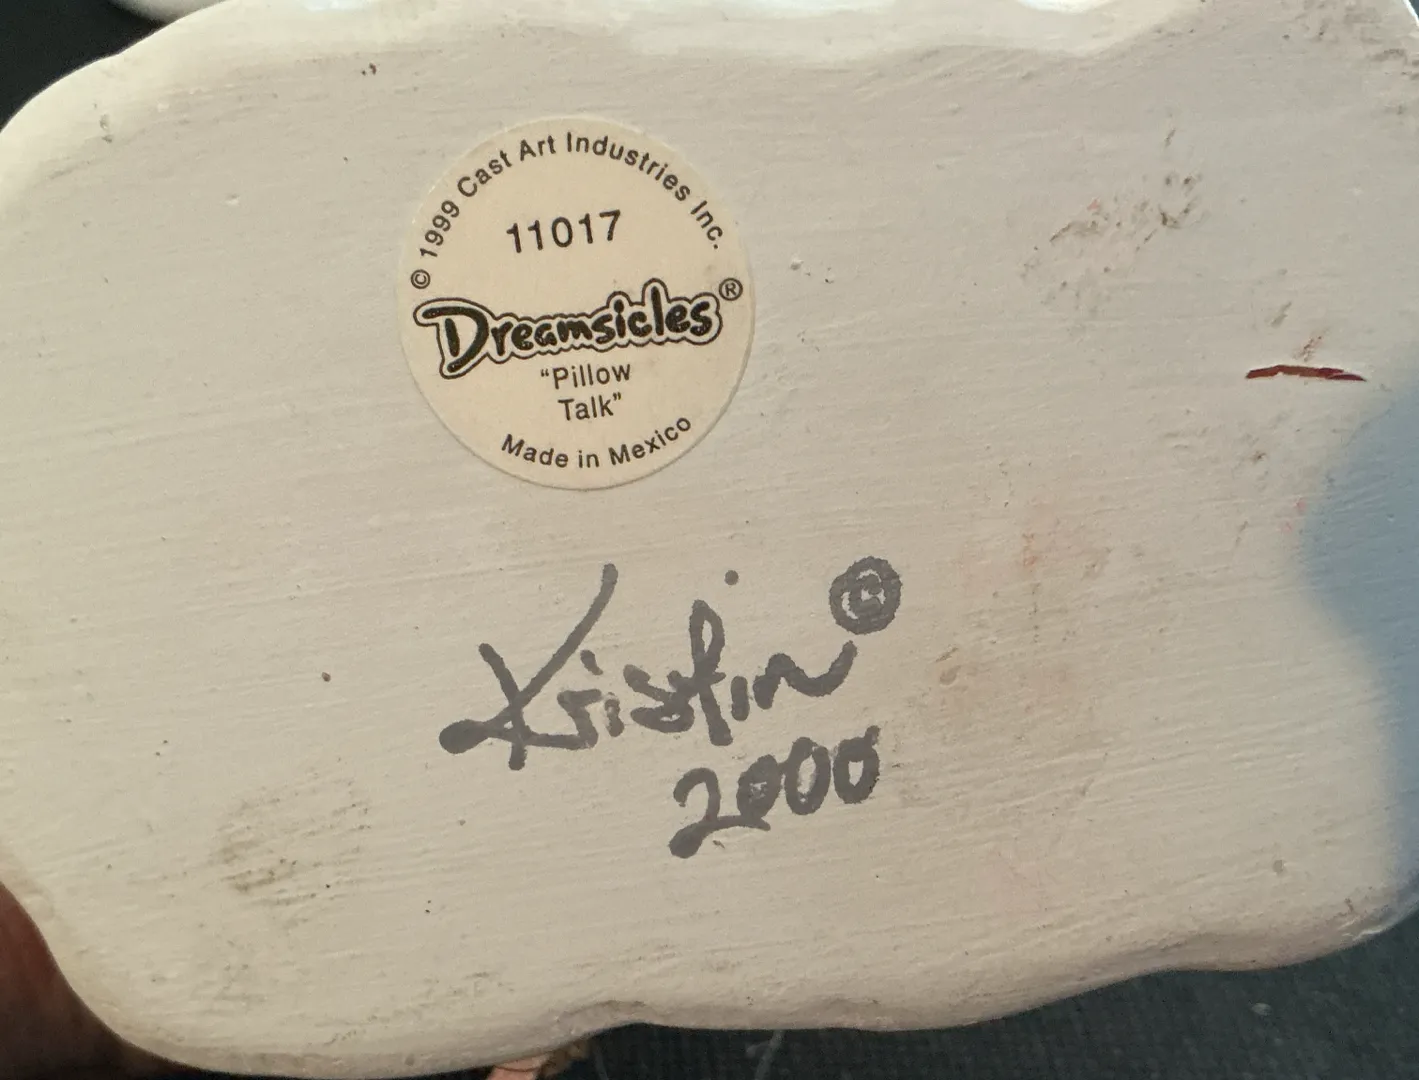 © 1999 Cast Art Industries Inc.
11017
Dreamsicles®
“Pillow
Talk”
Made in Mexico
Kristin ©
2000